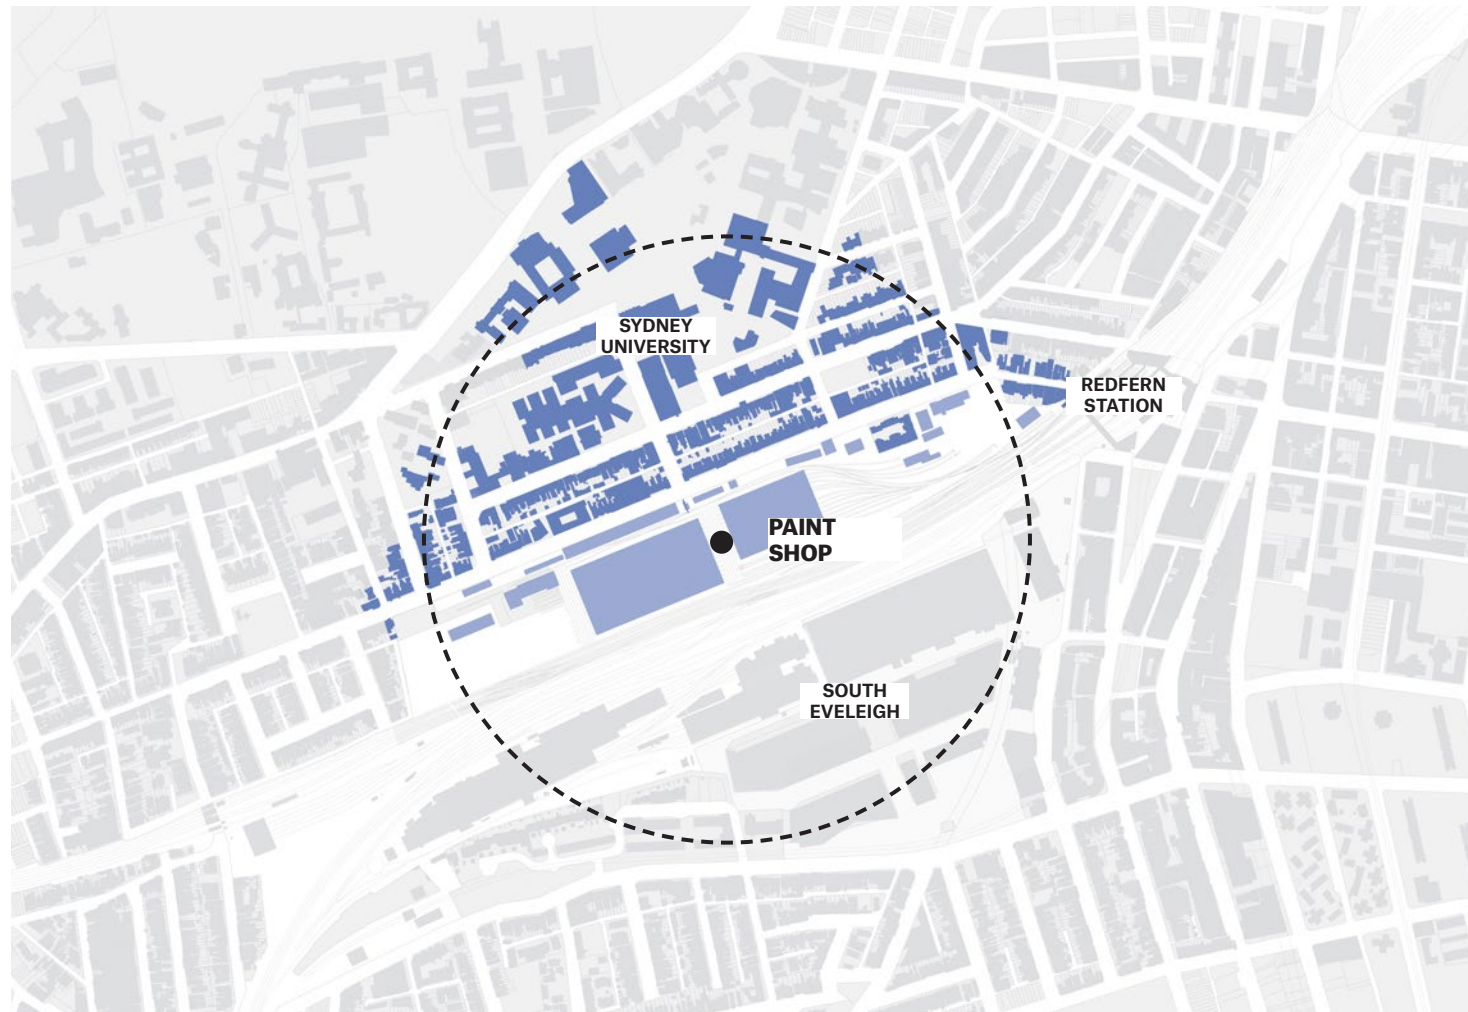 SYDNEY
UNIVERSITY
REDFERN
STATION
PAINT
SHOP
SOUTH
EVELEIGH